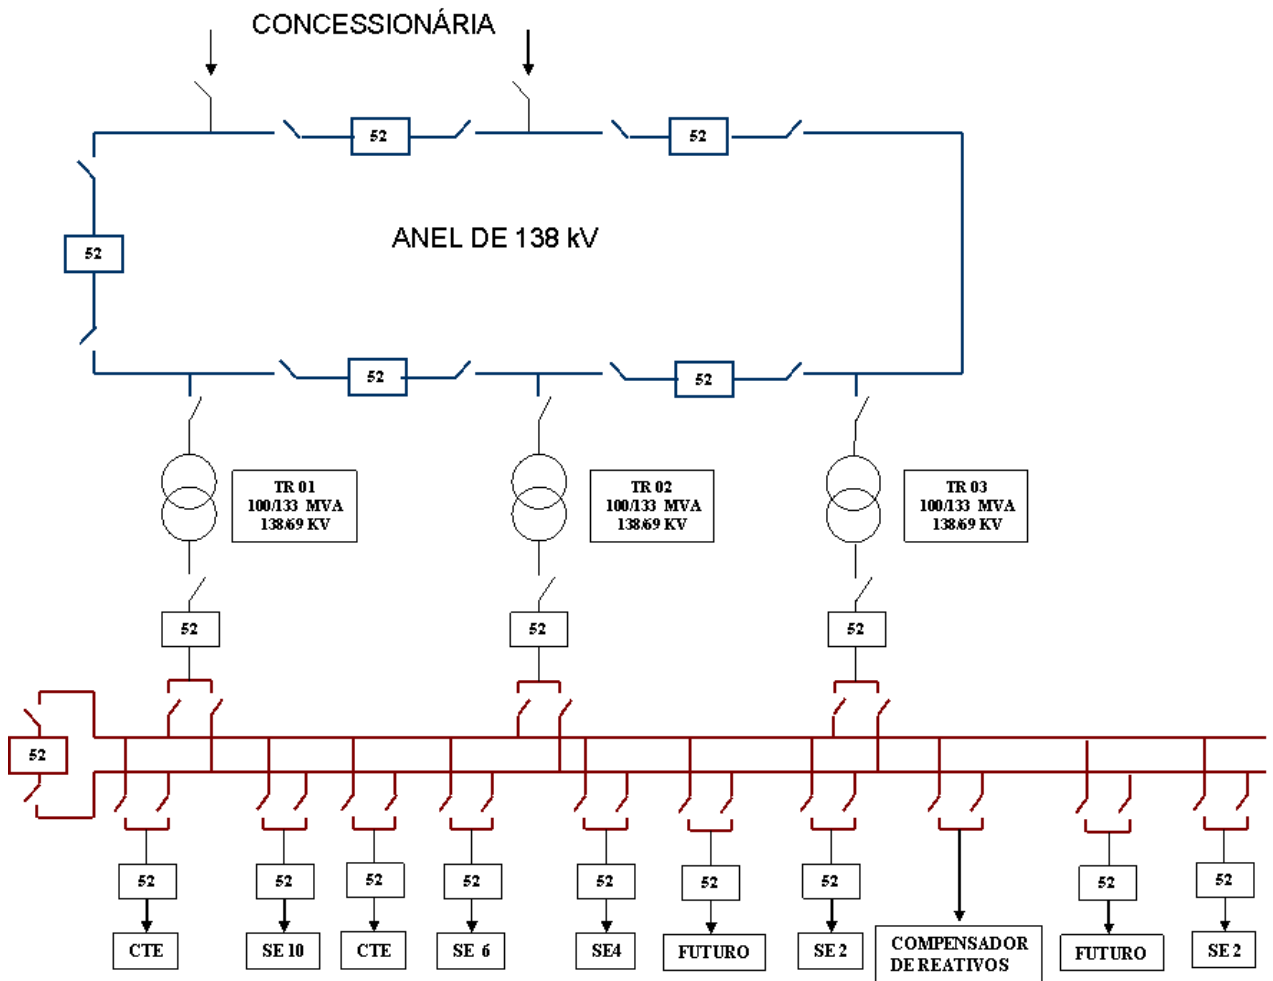 CONCESSIONÁRIA
52
52
52
ANEL DE 138 kV
52
52
TR 01
100/133 MVA
138/69 KV
TR 02
100/133 MVA
138/69 KV
TR 03
100/133 MVA
138/69 KV
52
52
52
52
52
52
52
52
52
52
52
52
52
CTE
SE 10
CTE
SE 6
SE4
FUTURO
SE 2
COMPENSADOR
DE REATIVOS
FUTURO
SE 2